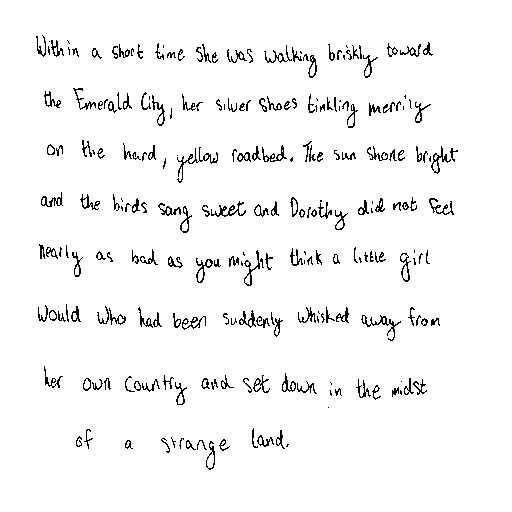 Within a short time she was walking briskly toward
the Emerald City, her silver shoes tinkling merrily
on the hard, yellow roadbed. The sun shone bright
and the birds sang sweet and Dorothy did not feel
nearly as bad as you might think a little girl
would who had been suddenly whisked away from
her own country and set down in the midst
of a strange land.